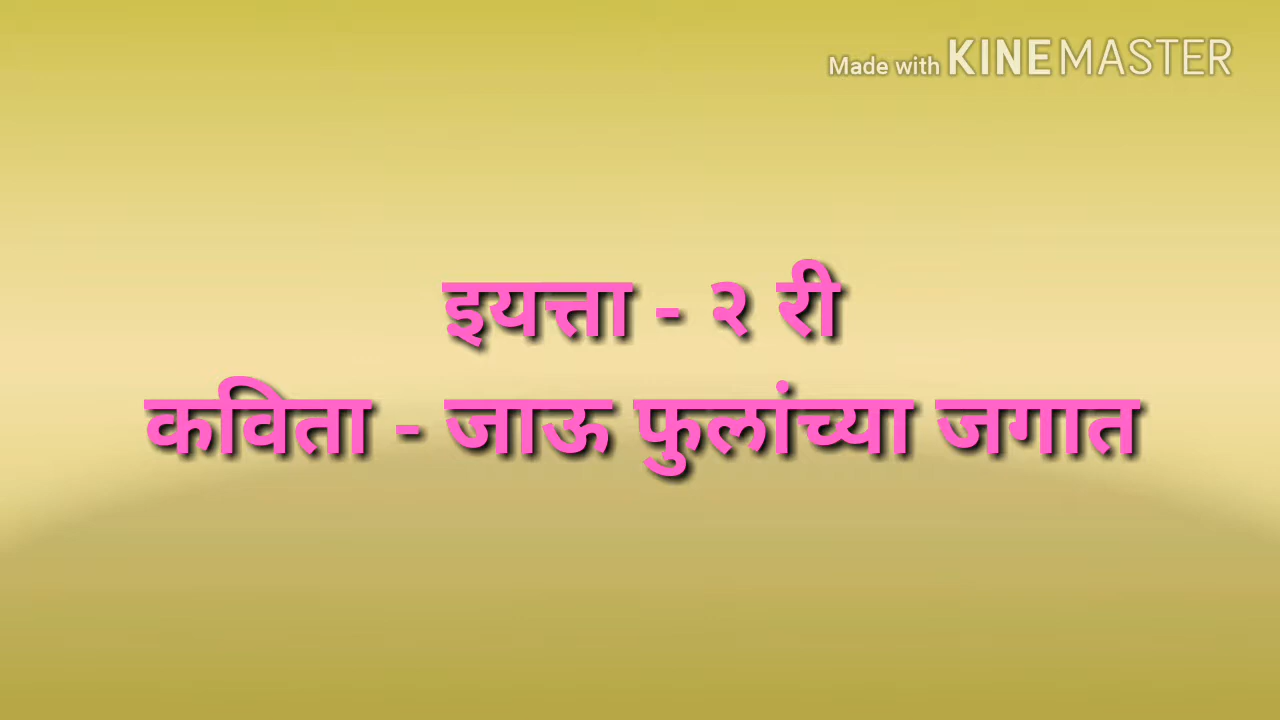 Made with KINEMASTER
इयत्ता - २ री
कविता - जाऊ फुलांच्या जगात